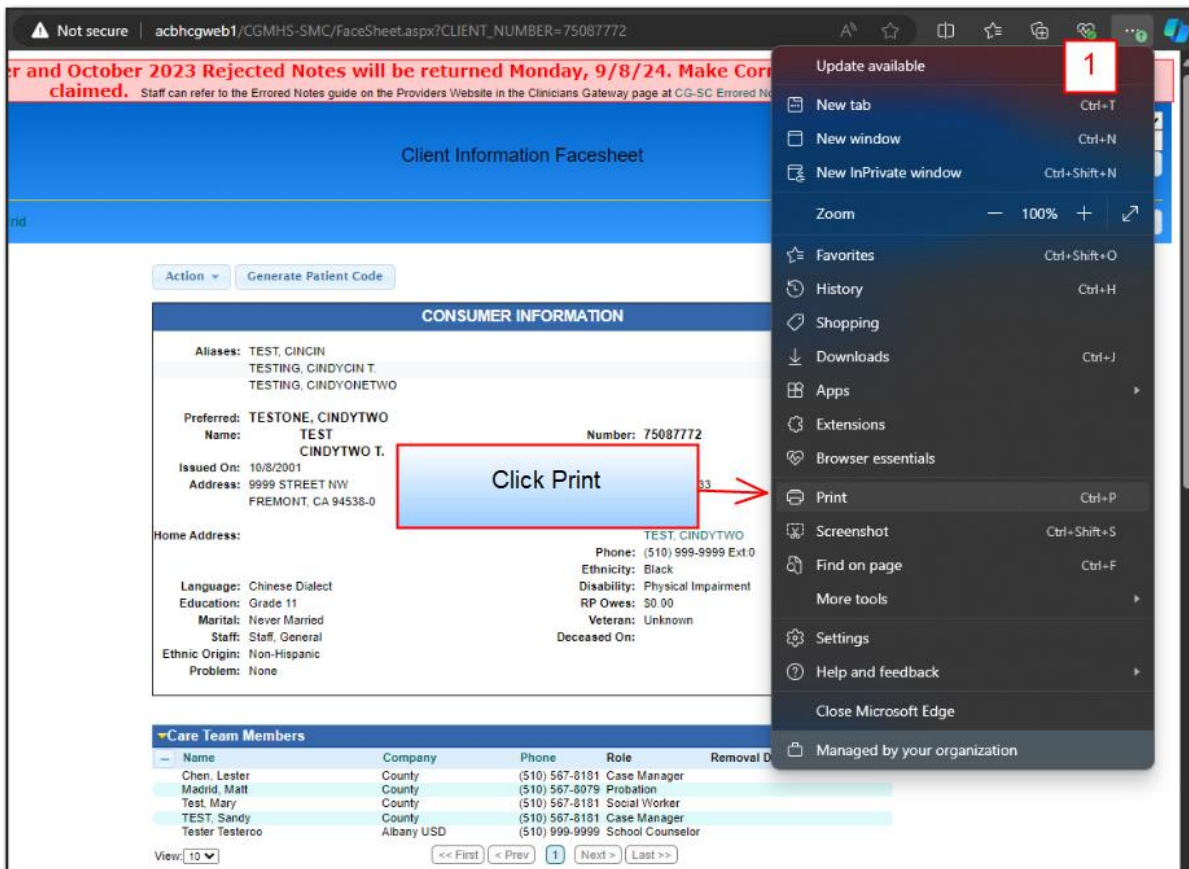 Not secure acbhcgweb1/CGMHS-SMC/FaceSheet.aspx?CLIENT_NUMBER=75087772
er and October 2023 Rejected Notes will be returned Monday, 9/8/24. Make Corr
claimed. Staff can refer to the Errored Notes guide on the Providers Website in the Clinicians Gateway page at CG-SC Errored No
Client Information Facesheet
rid
Action Generate Patient Code
CONSUMER INFORMATION
Aliases: TEST, CINCIN
TESTING, CINDYCIN T.
TESTING, CINDYONETWO
Preferred: TESTONE, CINDYTWO
Name: TEST Number: 75087772
CINDYTWO T.
Issued On: 10/8/2001
Address: 9999 STREET NW 33
FREMONT, CA 94538-0
Home Address: TEST, CINDYTWO
Phone: (510) 999-9999 Ext:0
Ethnicity: Black
Language: Chinese Dialect Disability: Physical Impairment
Education: Grade 11 RP Owes: $0.00
Marital: Never Married Veteran: Unknown
Staff: Staff, General Deceased On:
Ethnic Origin: Non-Hispanic
Problem: None
Click Print
Care Team Members
Name Company Phone Role Removal D
Chen, Lester County (510) 567-8181 Case Manager
Madrid, Matt County (510) 567-8079 Probation
Test, Mary County (510) 567-8181 Social Worker
TEST, Sandy County (510) 567-8181 Case Manager
Tester Testeroo Albany USD (510) 999-9999 School Counselor
View: 10 << First < Prev 1 Next > Last >>
1
Update available
New tab Ctrl+T
New window Ctrl+N
New InPrivate window Ctrl+Shift+N
Zoom — 100% +
Favorites Ctrl+Shift+O
History Ctrl+H
Shopping
Downloads Ctrl+J
Apps
Extensions
Browser essentials
Print Ctrl+P
Screenshot Ctrl+Shift+S
Find on page Ctrl+F
More tools
Settings
Help and feedback
Close Microsoft Edge
Managed by your organization